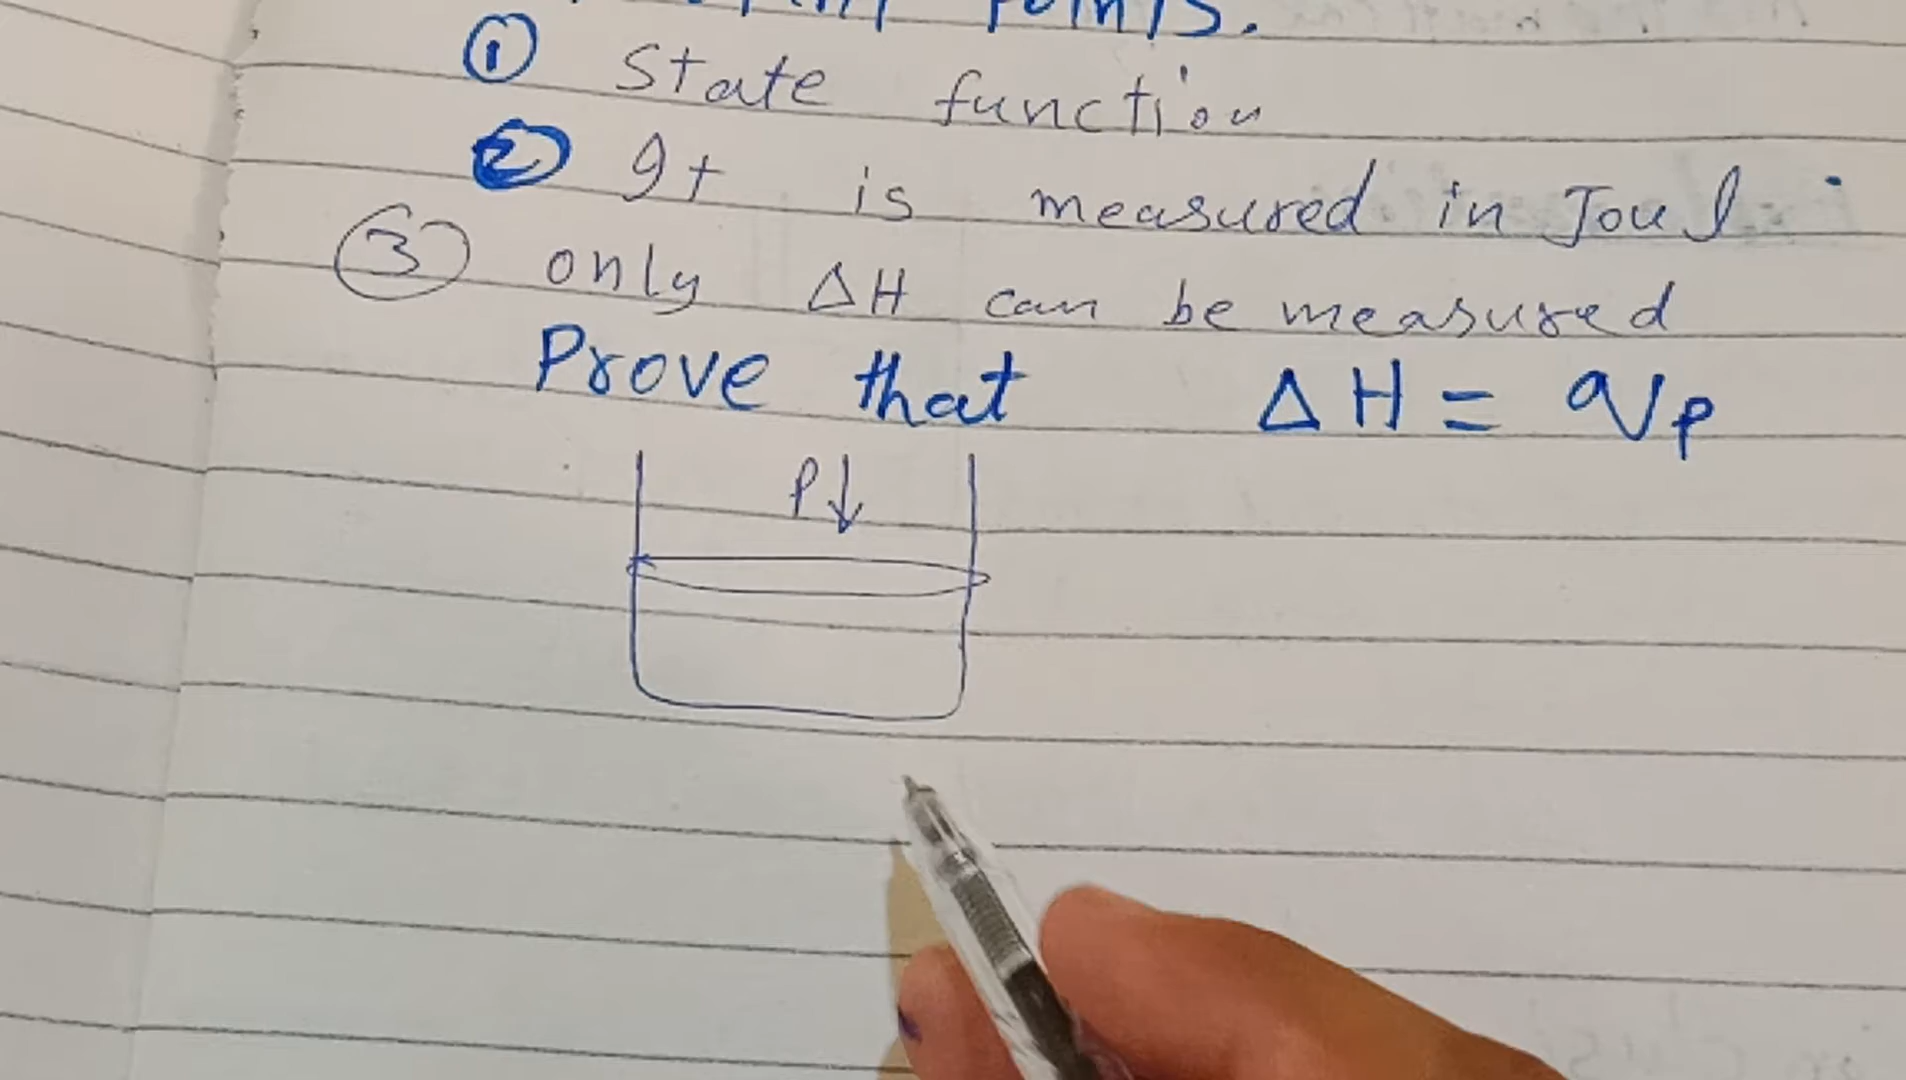 Points.
① State function
② It is measured in Joul.
③ only ΔH can be measured
Prove that ΔH = qp
P↓